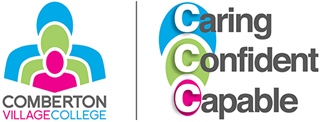 COMBERTON
VILLAGE COLLEGE
Caring
Confident
Capable